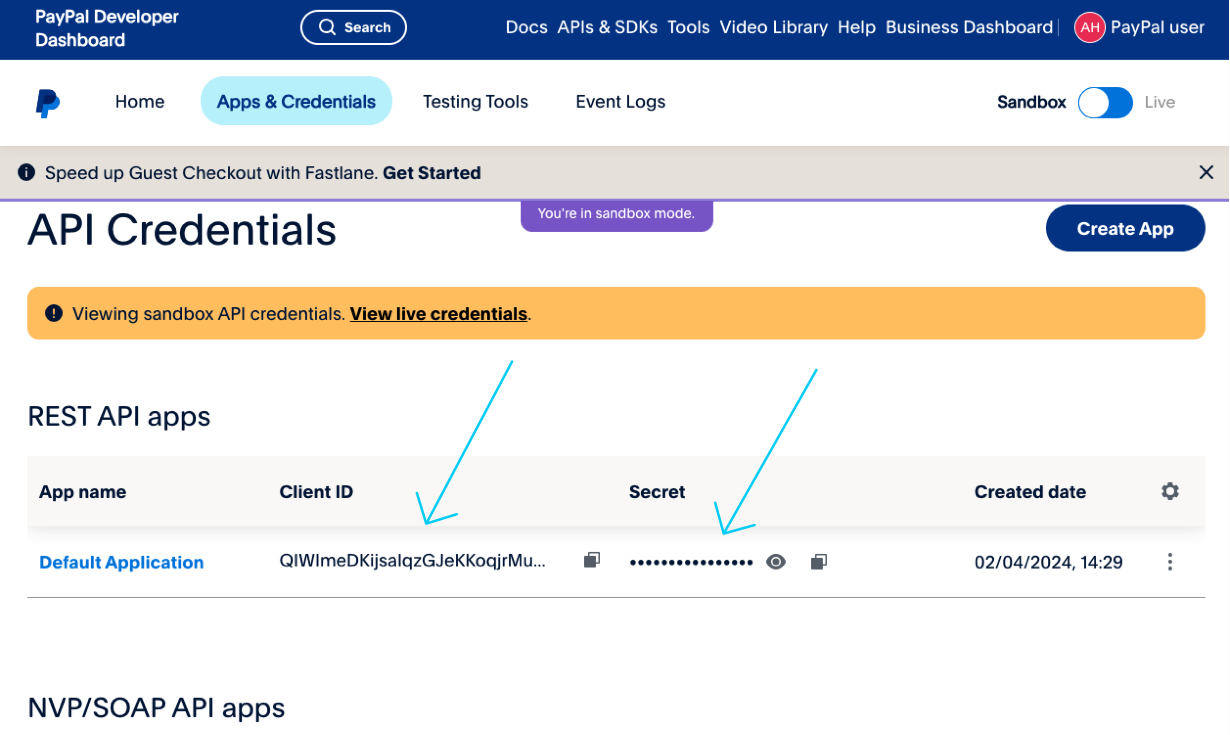 PayPal Developer
Dashboard
Search
Docs APIs & SDKs Tools Video Library Help Business Dashboard AH PayPal user
Home Apps & Credentials Testing Tools Event Logs Sandbox Live
Speed up Guest Checkout with Fastlane. Get Started
You're in sandbox mode.
API Credentials
Create App
Viewing sandbox API credentials. View live credentials.
REST API apps
App name Client ID Secret Created date
Default Application QIWImeDKijsalqzGJeKKoqjrMu... •••••••••••••••• 02/04/2024, 14:29
NVP/SOAP API apps